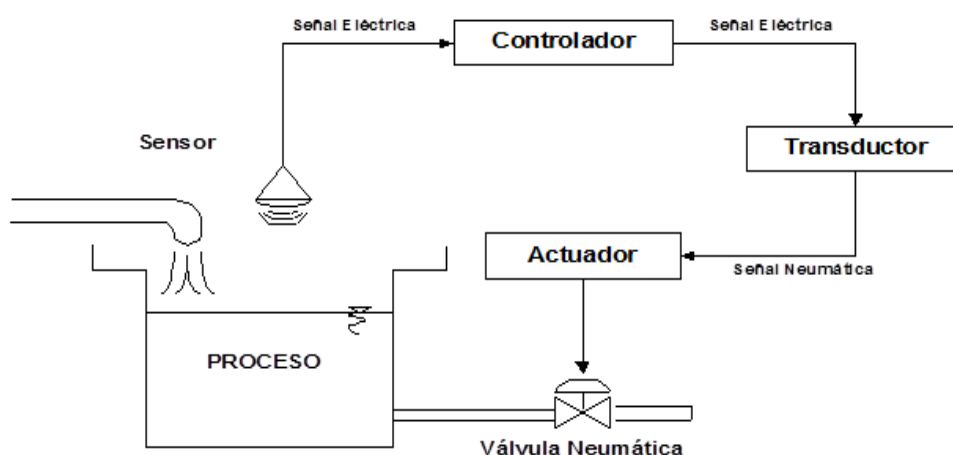 Señal Eléctrica
Controlador
Señal Eléctrica
Sensor
Transductor
Actuador
Señal Neumática
PROCESO
Válvula Neumática